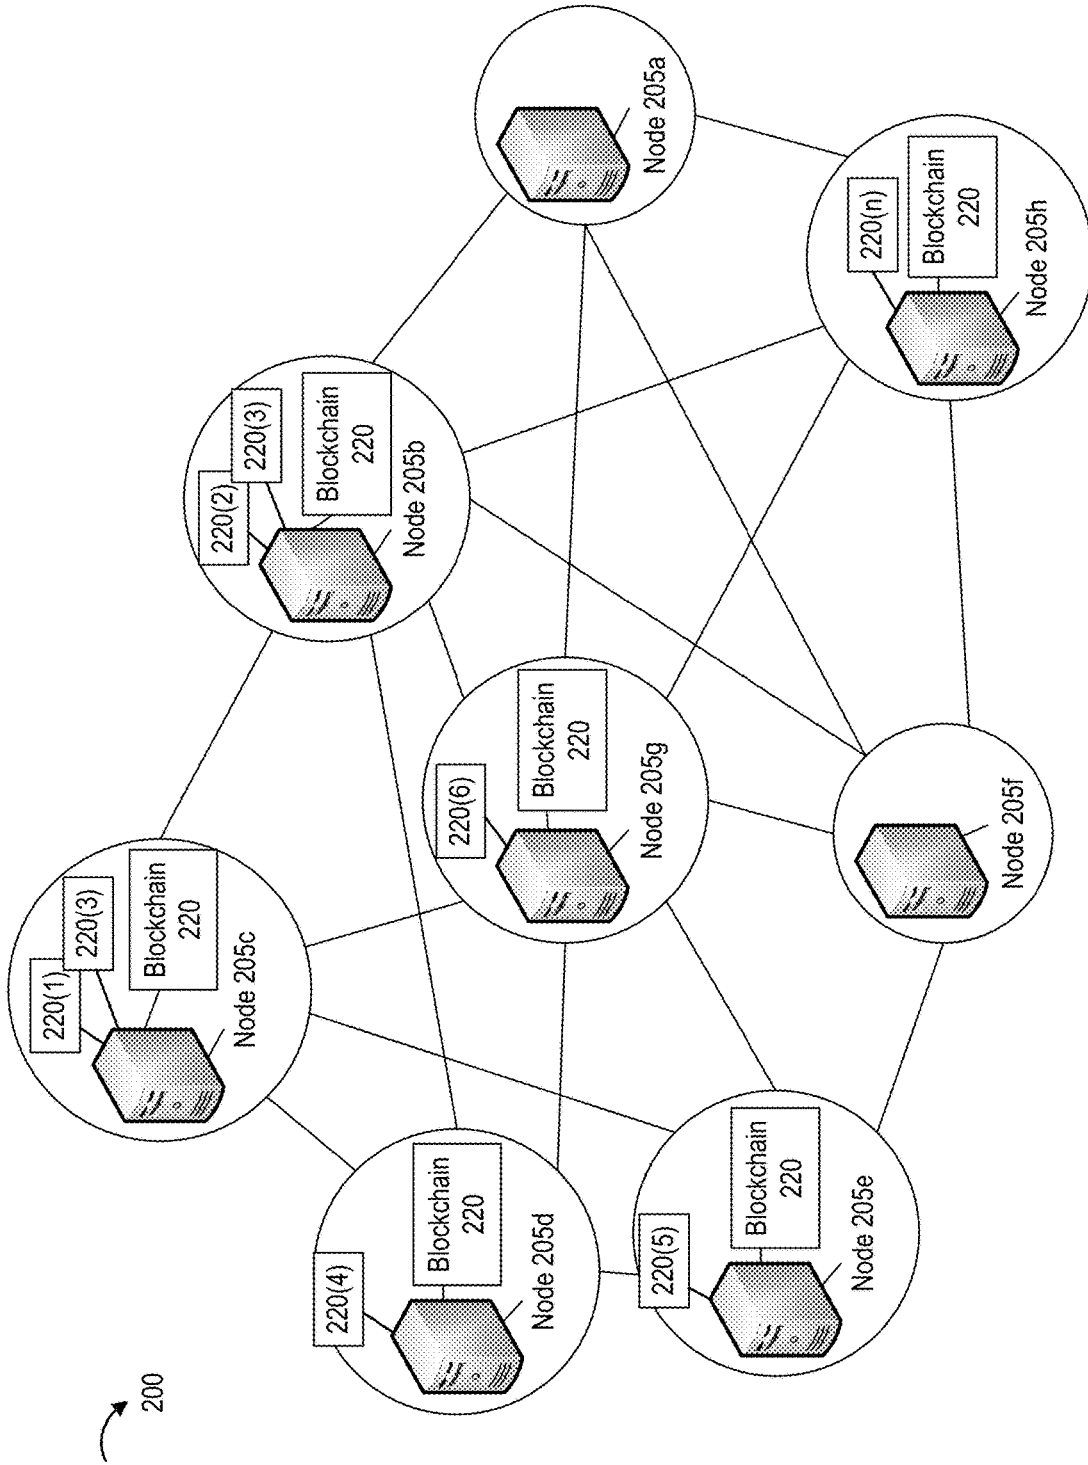 200
220(1)
220(3)
Blockchain
220
Node 205c
220(2)
220(3)
Blockchain
220
Node 205b
Node 205a
220(4)
Blockchain
220
Node 205d
220(6)
Blockchain
220
Node 205g
220(n)
Blockchain
220
Node 205h
220(5)
Blockchain
220
Node 205e
Node 205f